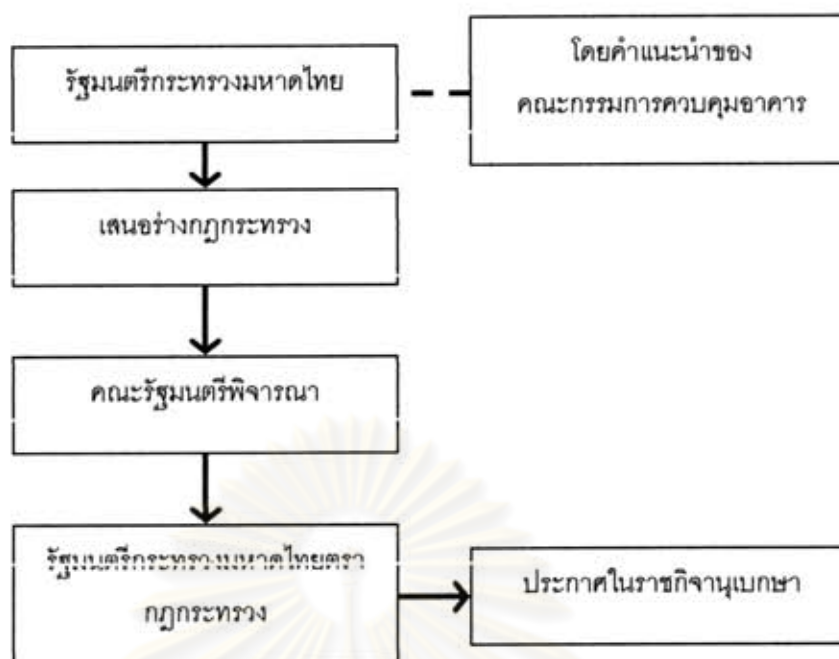 รัฐมนตรีกระทรวงมหาดไทย
โดยคำแนะนำของ
คณะกรรมการควบคุมอาคาร
เสนอร่างกฎกระทรวง
คณะรัฐมนตรีพิจารณา
รัฐมนตรีกระทรวงมหาดไทยตรา
กฎกระทรวง
ประกาศในราชกิจานุเบกษา